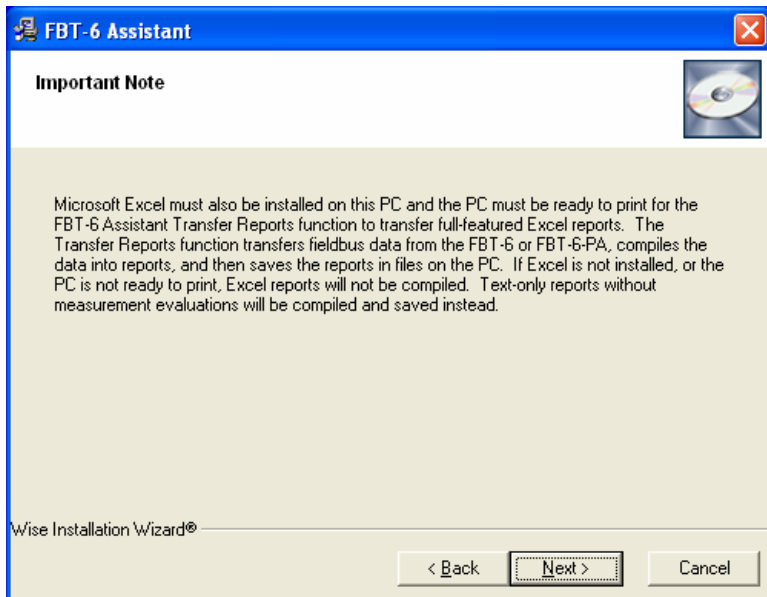 FBT-6 Assistant
Important Note
Microsoft Excel must also be installed on this PC and the PC must be ready to print for the
FBT-6 Assistant Transfer Reports function to transfer full-featured Excel reports.  The
Transfer Reports function transfers fieldbus data from the FBT-6 or FBT-6-PA, compiles the
data into reports, and then saves the reports in files on the PC.  If Excel is not installed, or the
PC is not ready to print, Excel reports will not be compiled.  Text-only reports without
measurement evaluations will be compiled and saved instead.
Wise Installation Wizard®
< Back
Next >
Cancel